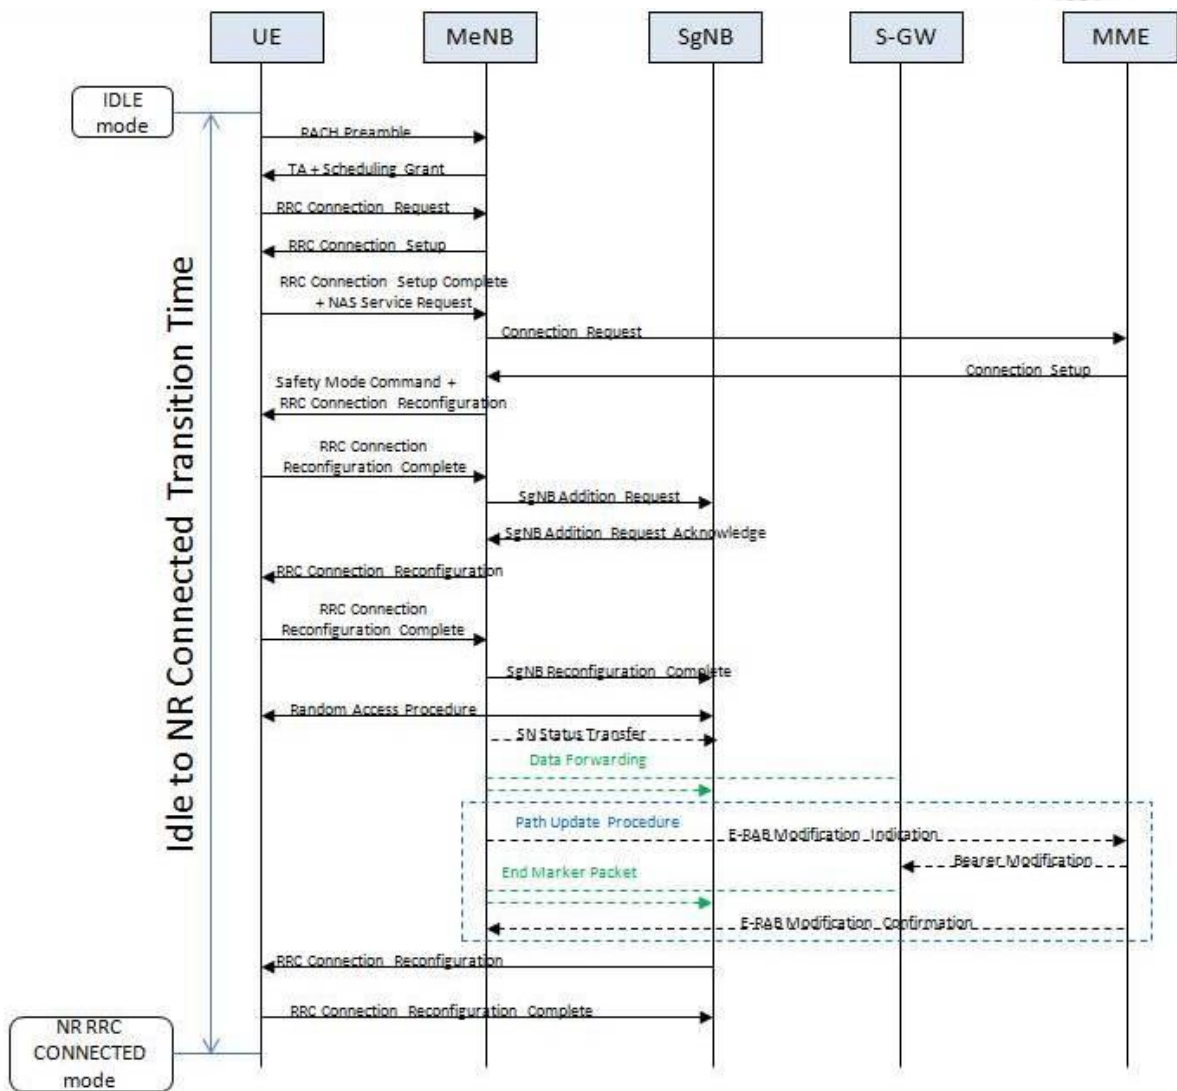 UE
MeNB
SgNB
S-GW
MME
IDLE
mode
RACH Preamble
TA + Scheduling Grant
RRC Connection Request
RRC Connection Setup
RRC Connection Setup Complete
+ NAS Service Request
Connection Request
Connection Setup
Safety Mode Command +
RRC Connection Reconfiguration
RRC Connection
Reconfiguration Complete
SgNB Addition Request
SgNB Addition Request Acknowledge
RRC Connection Reconfiguration
RRC Connection
Reconfiguration Complete
SgNB Reconfiguration Complete
Random Access Procedure
SN Status Transfer
Data Forwarding
Path Update Procedure
E-RAB Modification Indication
Bearer Modification
End Marker Packet
E-RAB Modification Confirmation
RRC Connection Reconfiguration
RRC Connection Reconfiguration Complete
NR RRC
CONNECTED
mode
Idle to NR Connected Transition Time